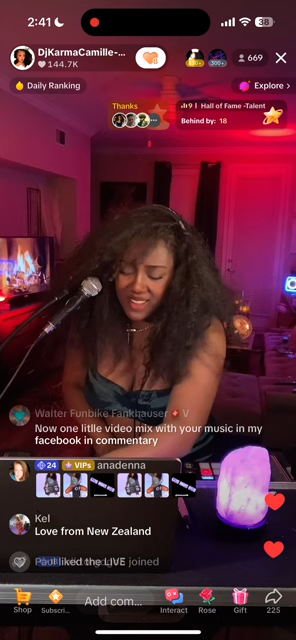 2:41
38
DjKarmaCamille-...
144.7K
669
Daily Ranking
Explore
Thanks
#9 | Hall of Fame -Talent
Behind by: 18
Walter Funbike Fankhauser V
Now one litlle video mix with your music in my
facebook in commentary
24 VIPs anadenna
Kel
Love from New Zealand
Paul liked the LIVE joined
Shop
Subscri...
Add com...
Interact
Rose
Gift
225